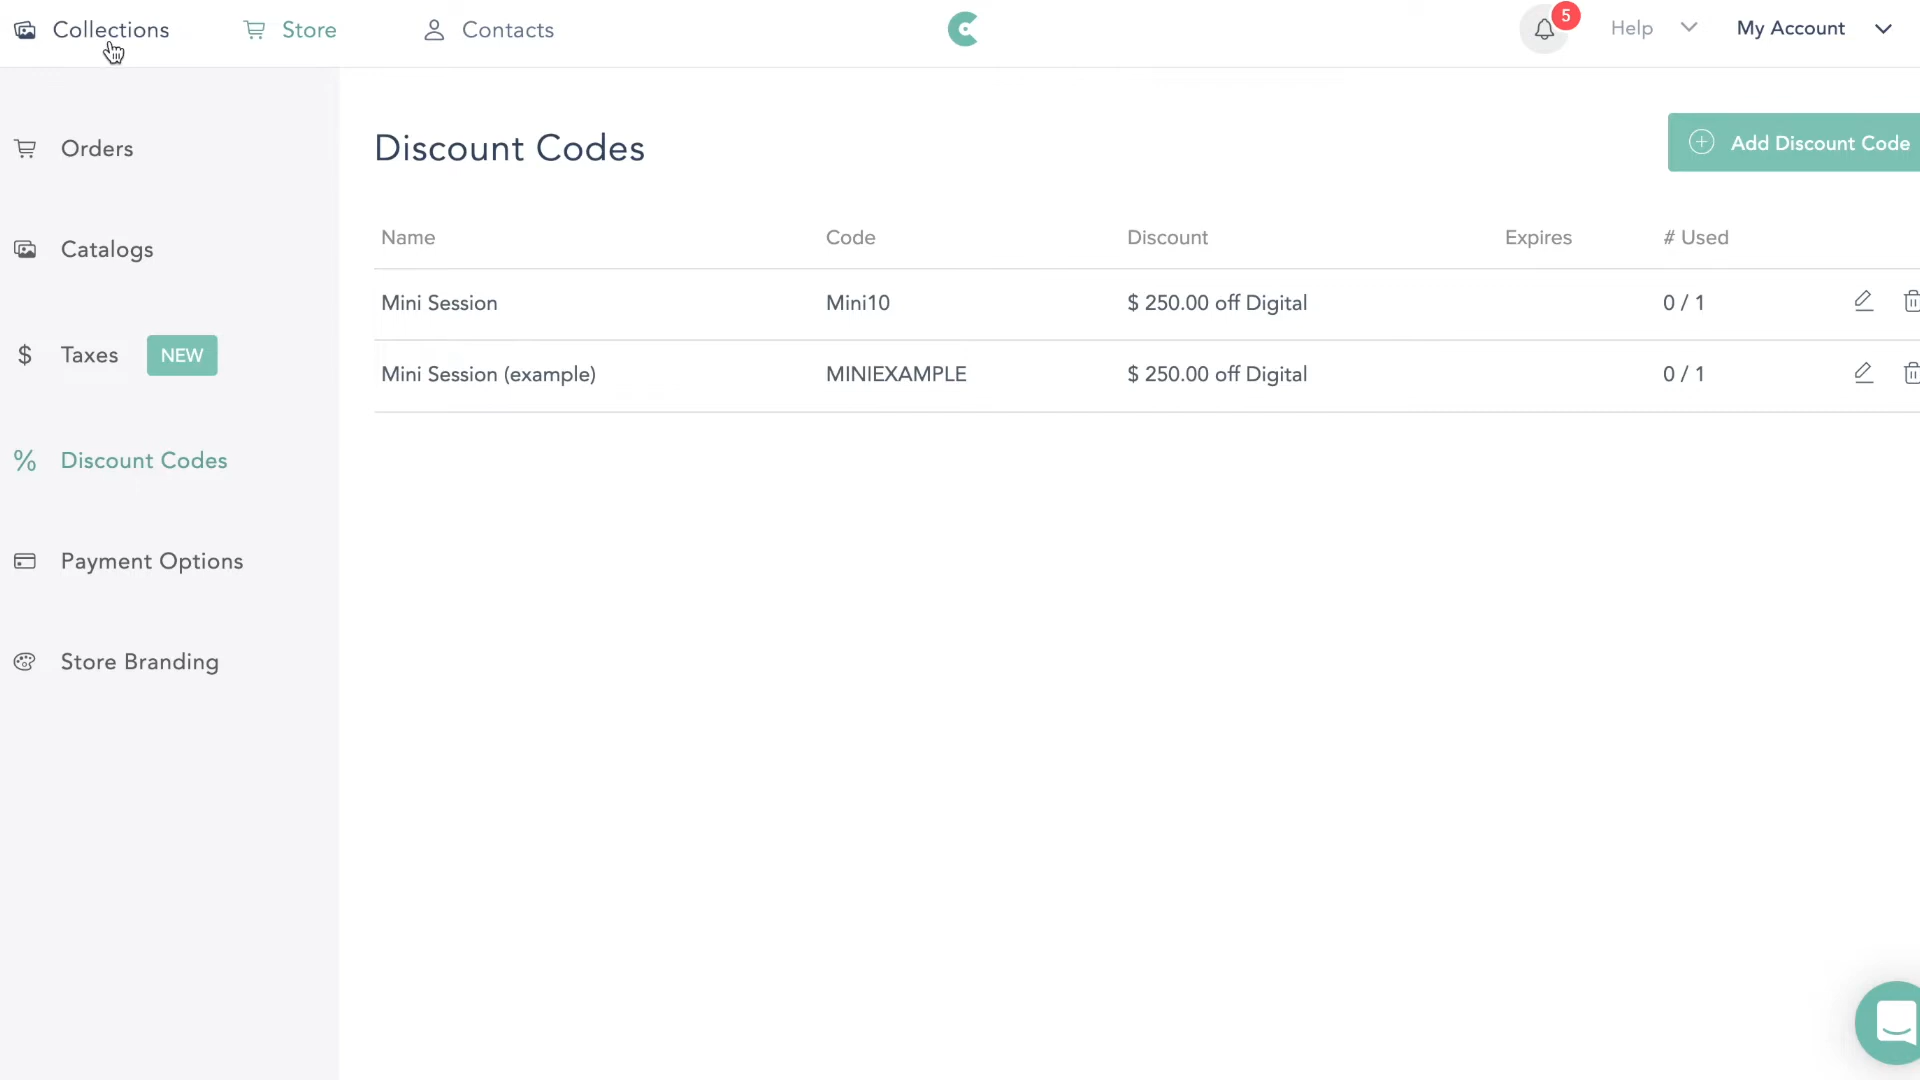 Collections Store Contacts 5 Help My Account
Orders
Catalogs
Taxes NEW
Discount Codes
Payment Options
Store Branding
Discount Codes
Add Discount Code
Name Code Discount Expires # Used
Mini Session Mini10 $ 250.00 off Digital 0 / 1
Mini Session (example) MINIEXAMPLE $ 250.00 off Digital 0 / 1